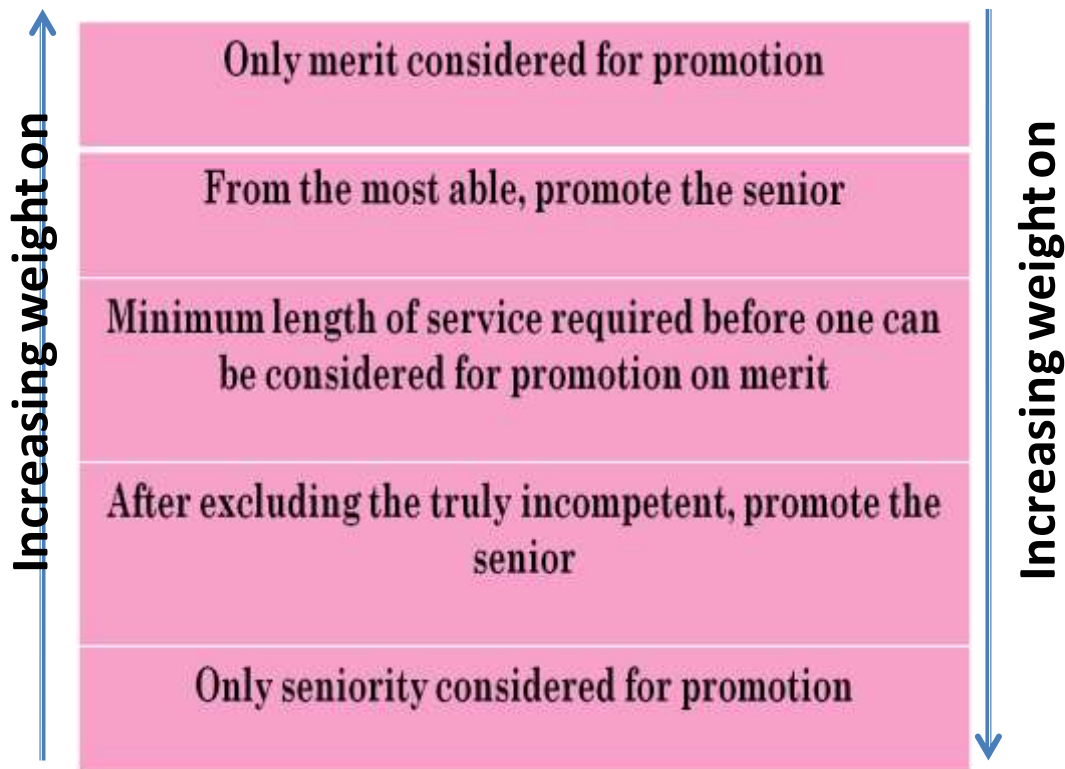 Increasing weight on
Only merit considered for promotion
From the most able, promote the senior
Minimum length of service required before one can
be considered for promotion on merit
After excluding the truly incompetent, promote the
senior
Only seniority considered for promotion
Increasing weight on